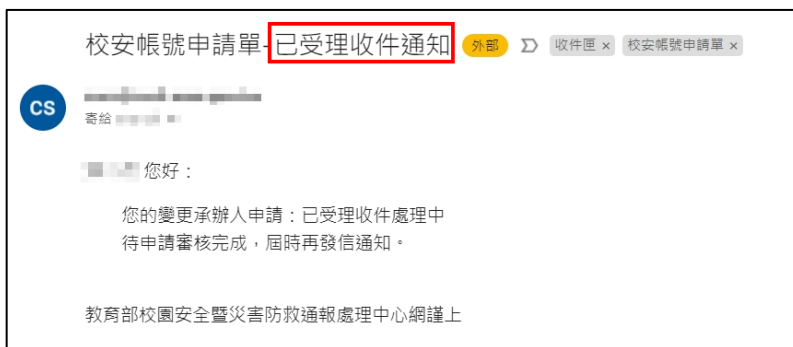 校安帳號申請單-已受理收件通知 外部 收件匣 × 校安帳號申請單 ×
CS
寄給
您好：
您的變更承辦人申請：已受理收件處理中
待申請審核完成，屆時再發信通知。
教育部校園安全暨災害防救通報處理中心網謹上